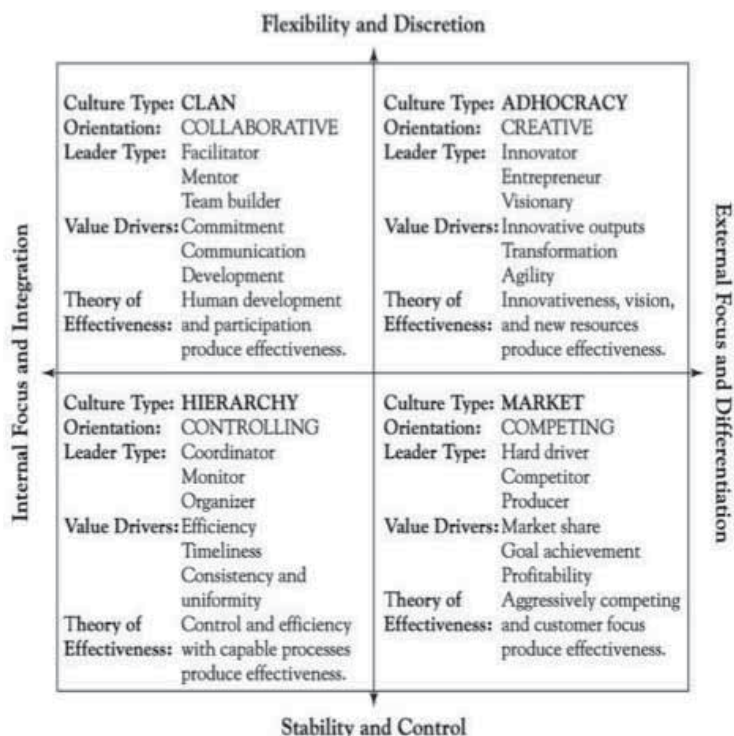 Flexibility and Discretion
Culture Type: CLAN
Orientation: COLLABORATIVE
Leader Type: Facilitator
Mentor
Team builder
Value Drivers: Commitment
Communication
Development
Theory of Human development
Effectiveness: and participation
produce effectiveness.
Culture Type: ADHOCRACY
Orientation: CREATIVE
Leader Type: Innovator
Entrepreneur
Visionary
Value Drivers: Innovative outputs
Transformation
Agility
Theory of Innovativeness, vision,
Effectiveness: and new resources
produce effectiveness.
Internal Focus and Integration
External Focus and Differentiation
Culture Type: HIERARCHY
Orientation: CONTROLLING
Leader Type: Coordinator
Monitor
Organizer
Value Drivers: Efficiency
Timeliness
Consistency and
uniformity
Theory of Control and efficiency
Effectiveness: with capable processes
produce effectiveness.
Culture Type: MARKET
Orientation: COMPETING
Leader Type: Hard driver
Competitor
Producer
Value Drivers: Market share
Goal achievement
Profitability
Theory of Aggressively competing
Effectiveness: and customer focus
produce effectiveness.
Stability and Control